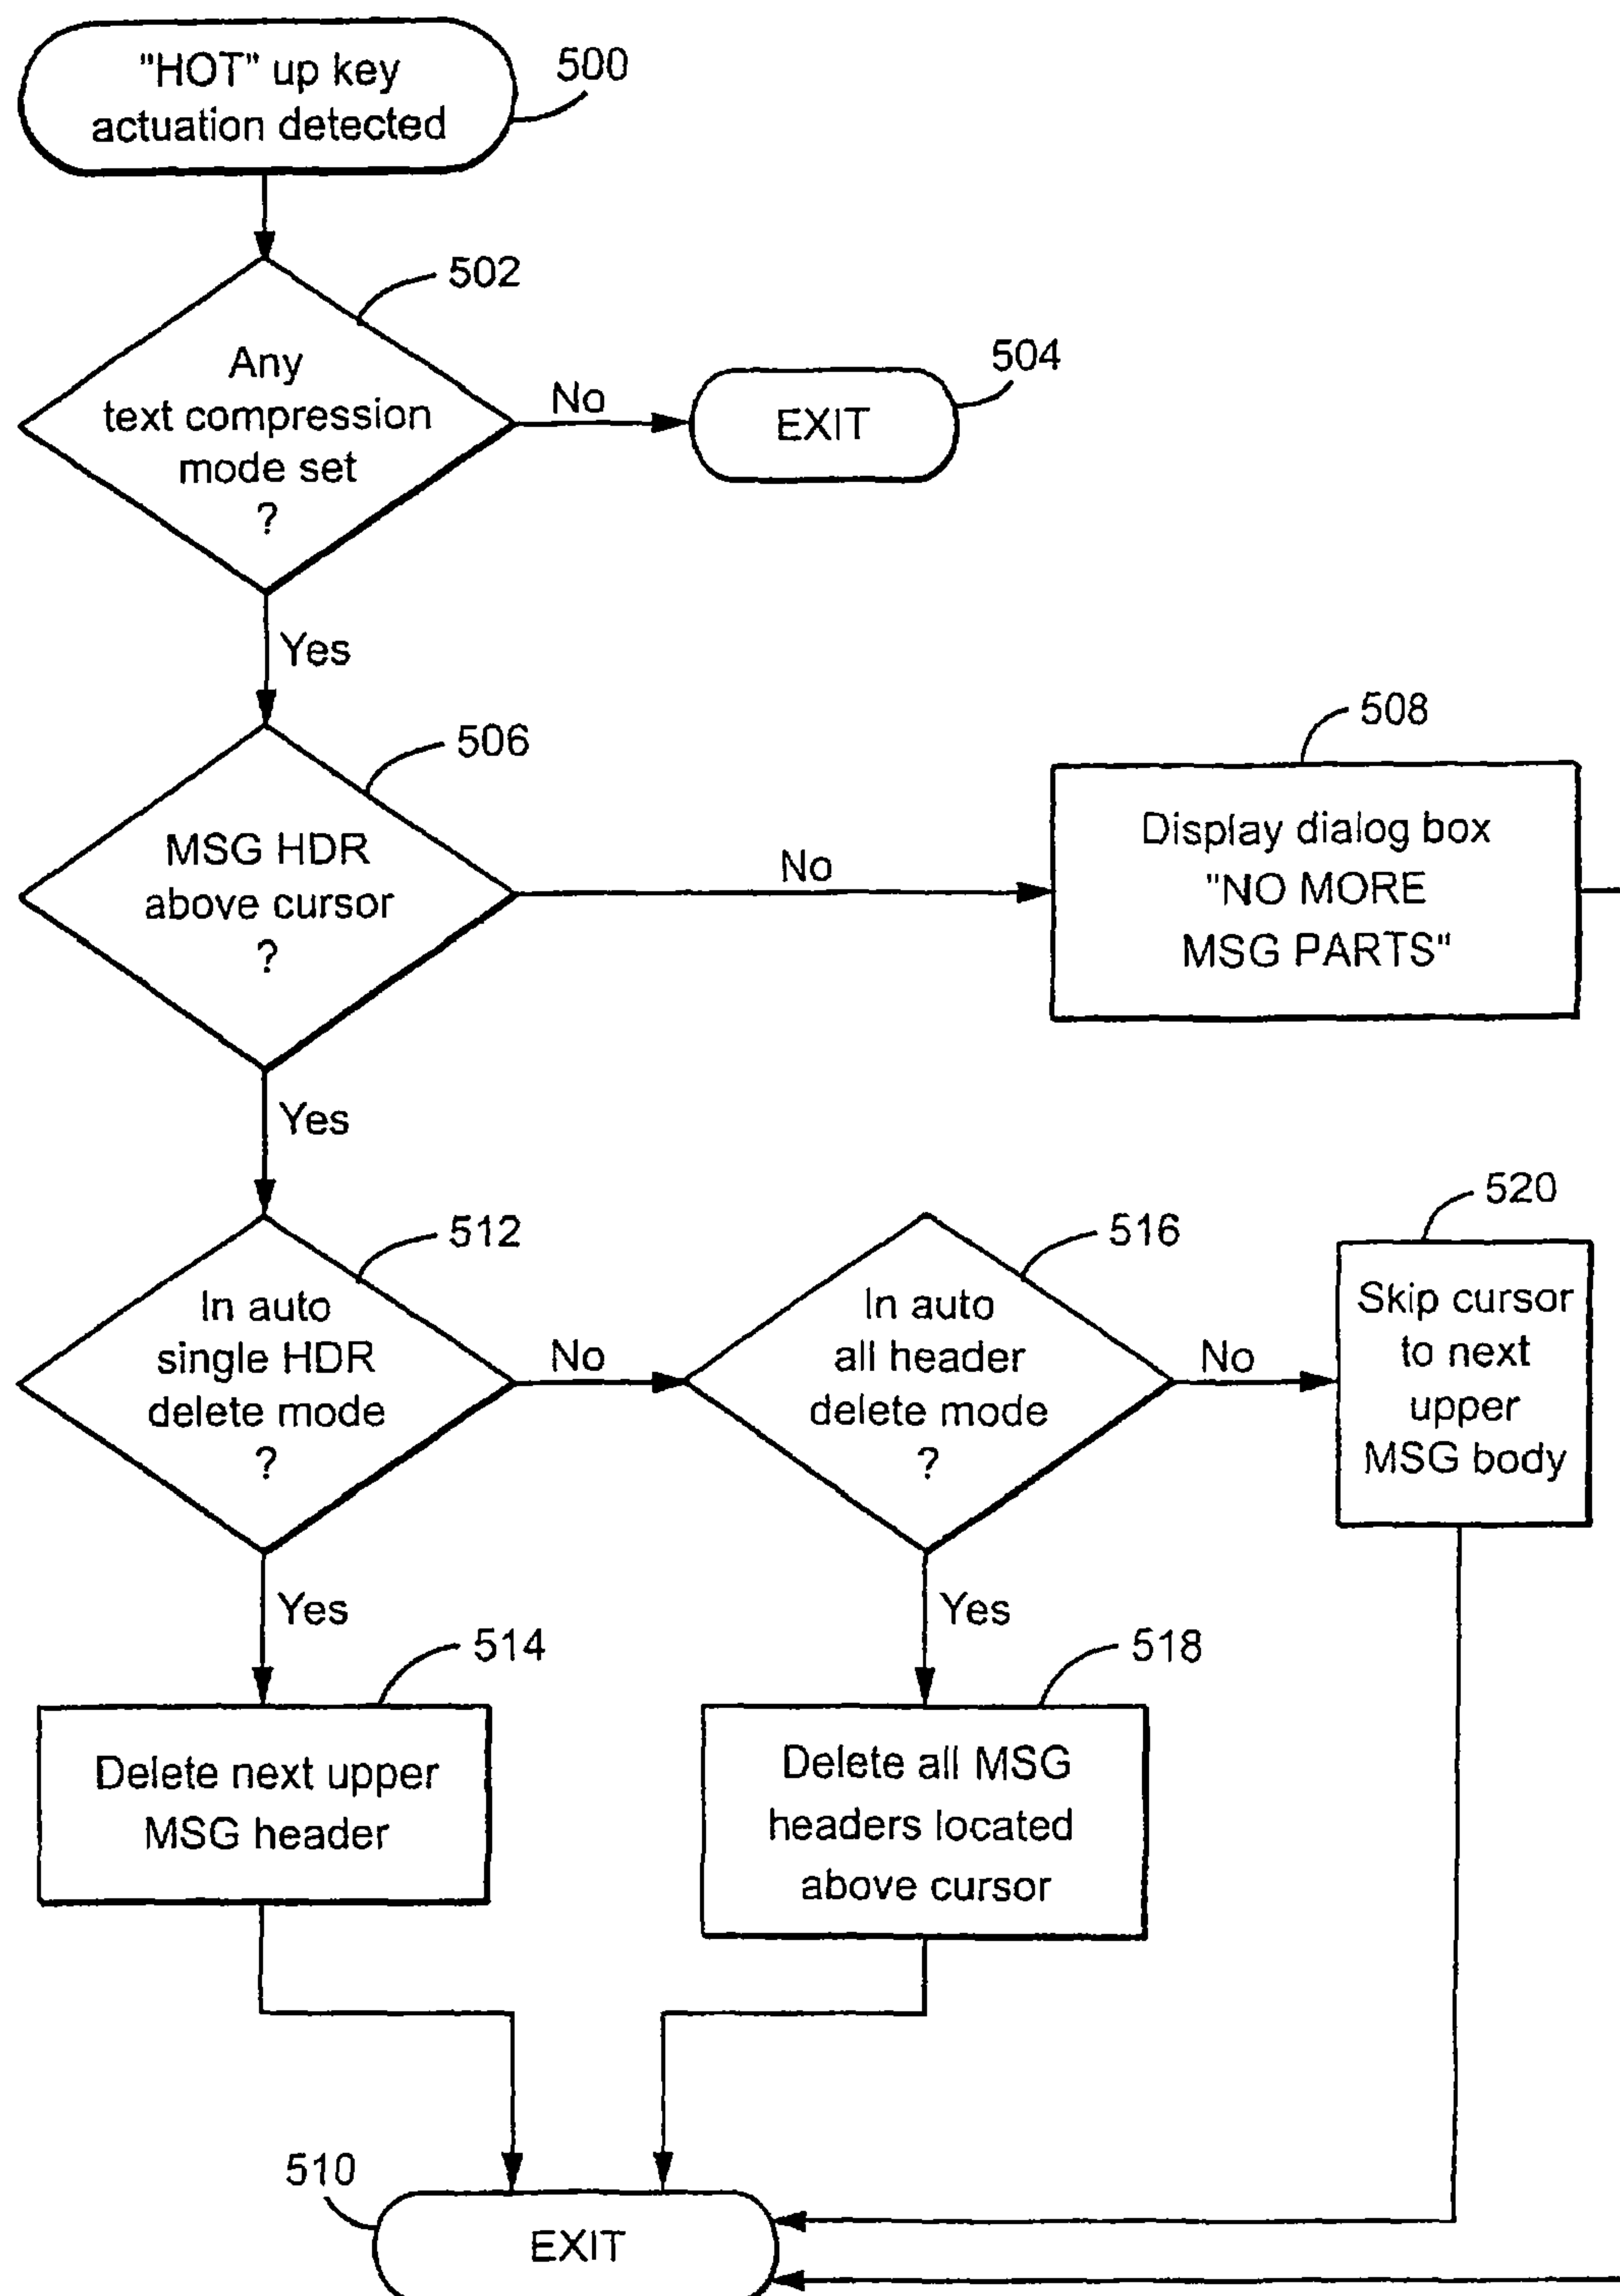 "HOT" up key
actuation detected
500
502
Any
text compression
mode set
?
No
504
EXIT
Yes
506
MSG HDR
above cursor
?
No
508
Display dialog box
"NO MORE
MSG PARTS"
Yes
512
In auto
single HDR
delete mode
?
No
516
In auto
all header
delete mode
?
No
520
Skip cursor
to next
upper
MSG body
Yes
514
Delete next upper
MSG header
Yes
518
Delete all MSG
headers located
above cursor
510
EXIT